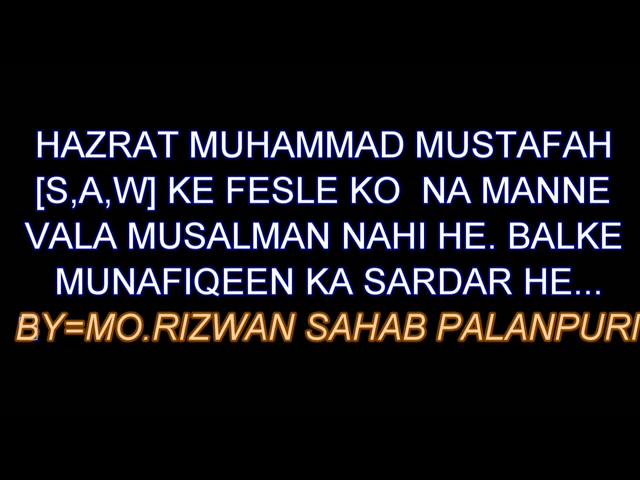 HAZRAT MUHAMMAD MUSTAFAH
[S,A,W] KE FESLE KO  NA MANNE
VALA MUSALMAN NAHI HE. BALKE
MUNAFIQEEN KA SARDAR HE...
BY=MO.RIZWAN SAHAB PALANPURI